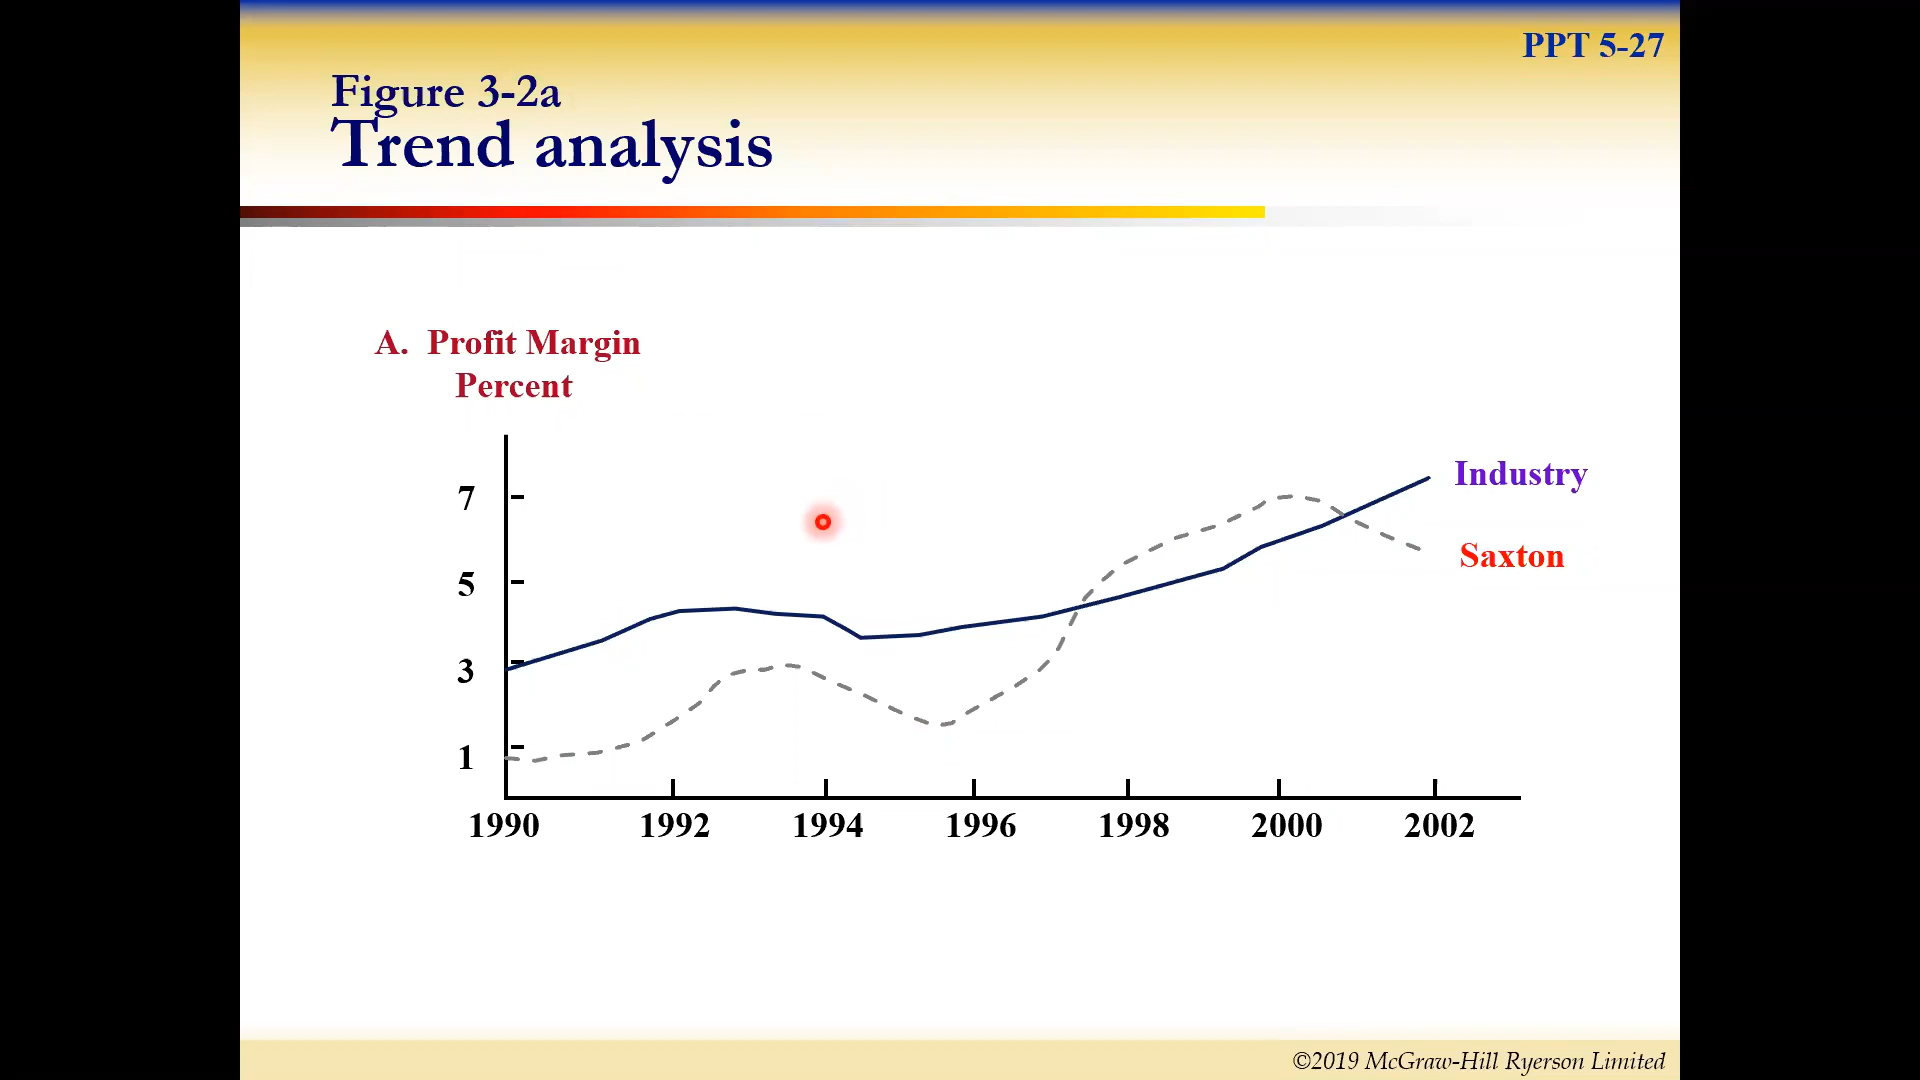 PPT 5-27
Figure 3-2a
Trend analysis
A. Profit Margin
Percent
7
5
3
1
Industry
Saxton
1990 1992 1994 1996 1998 2000 2002
©2019 McGraw-Hill Ryerson Limited